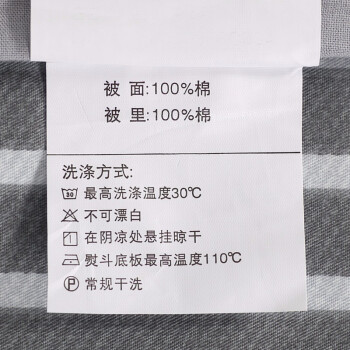 被 面:100%棉
被 里:100%棉
洗涤方式:
30 最高洗涤温度30℃
不可漂白
在阴凉处悬挂晾干
熨斗底板最高温度110℃
P 常规干洗